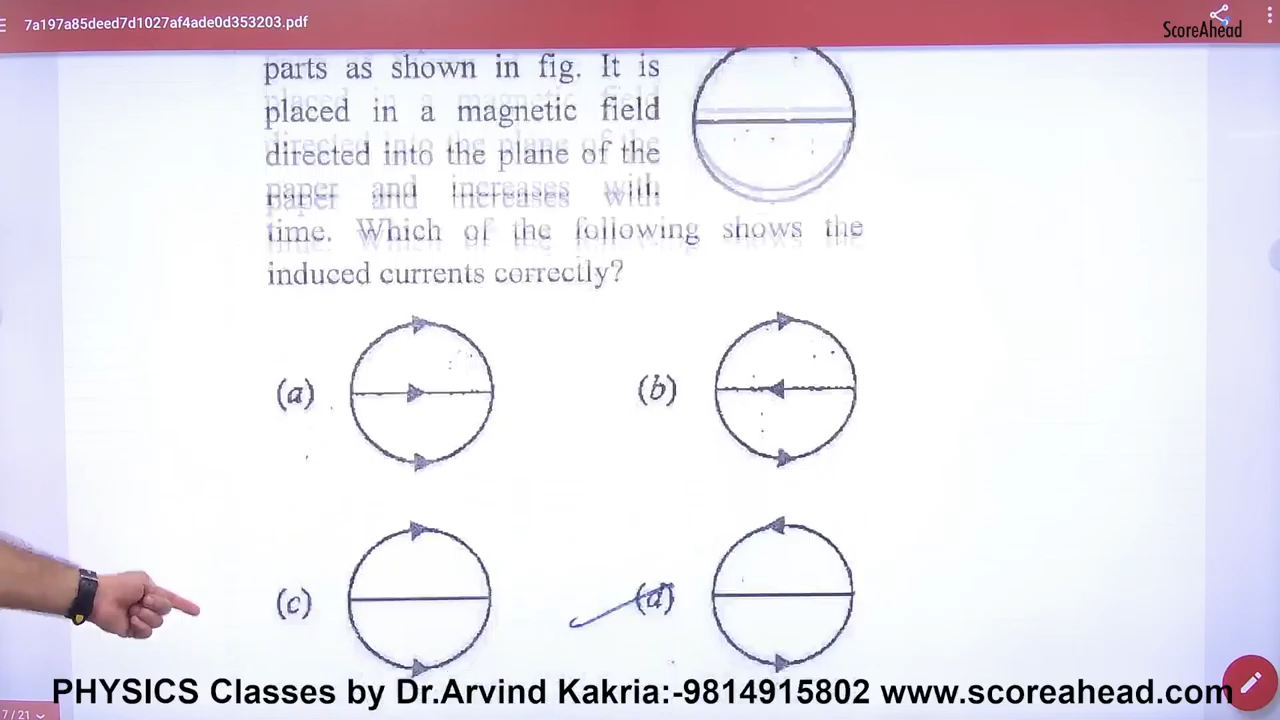 7a197a85deed7d1027af4ade0d353203.pdf
ScoreAhead
parts as shown in fig. It is
placed in a magnetic field
directed into the plane of the
paper and increases with
time. Which of the following shows the
induced currents correctly?
(a)
(b)
(c)
(d)
PHYSICS Classes by Dr.Arvind Kakria:-9814915802 www.scoreahead.com
7 / 21